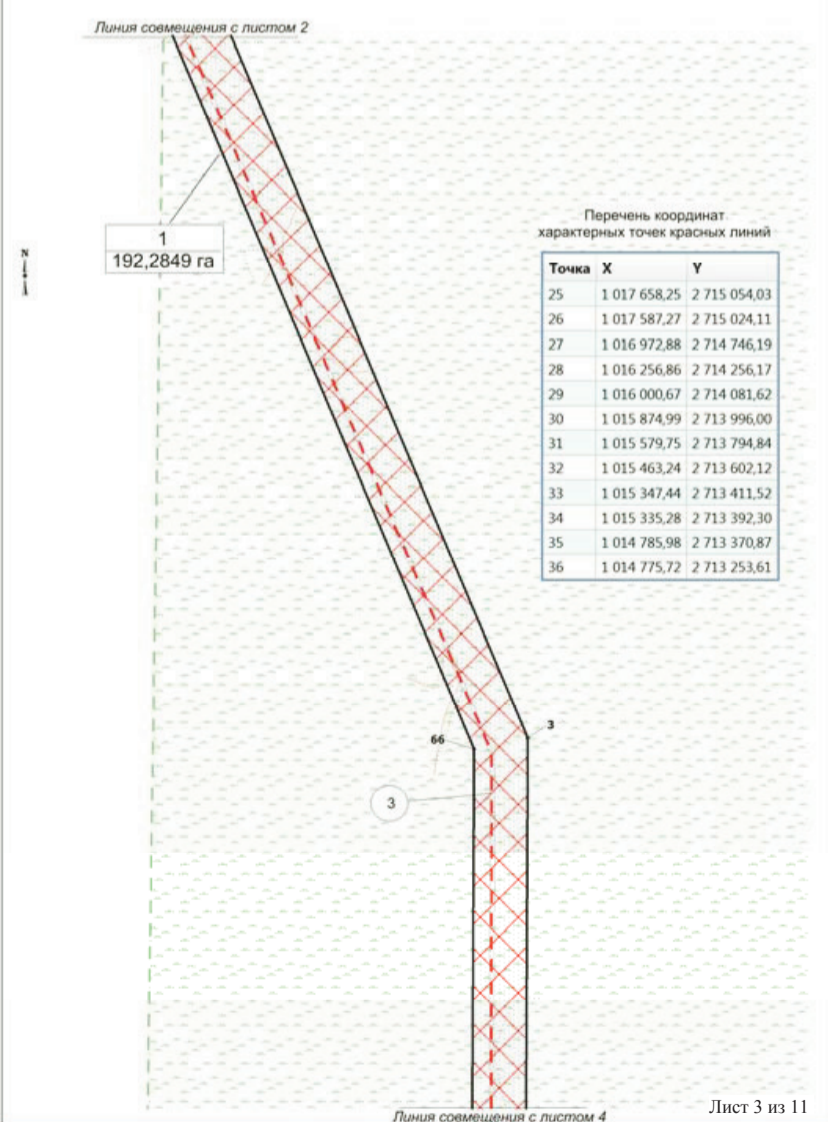 Линия совмещения с листом 2
1
192,2849 га
N
Перечень координат
характерных точек красных линий
Точка X Y
25 1 017 658,25 2 715 054,03
26 1 017 587,27 2 715 024,11
27 1 016 972,88 2 714 746,19
28 1 016 256,86 2 714 256,17
29 1 016 000,67 2 714 081,62
30 1 015 874,99 2 713 996,00
31 1 015 579,75 2 713 794,84
32 1 015 463,24 2 713 602,12
33 1 015 347,44 2 713 411,52
34 1 015 335,28 2 713 392,30
35 1 014 785,98 2 713 370,87
36 1 014 775,72 2 713 253,61
3
66
3
Лист 3 из 11
Линия совмещения с листом 4